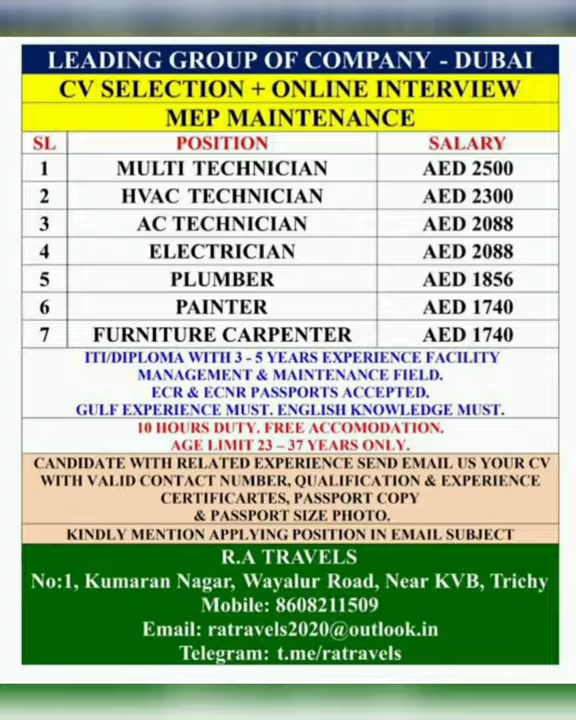 LEADING GROUP OF COMPANY - DUBAI
CV SELECTION + ONLINE INTERVIEW
MEP MAINTENANCE
SL POSITION SALARY
1 MULTI TECHNICIAN AED 2500
2 HVAC TECHNICIAN AED 2300
3 AC TECHNICIAN AED 2088
4 ELECTRICIAN AED 2088
5 PLUMBER AED 1856
6 PAINTER AED 1740
7 FURNITURE CARPENTER AED 1740
ITI/DIPLOMA WITH 3 - 5 YEARS EXPERIENCE FACILITY
MANAGEMENT & MAINTENANCE FIELD.
ECR & ECNR PASSPORTS ACCEPTED.
GULF EXPERIENCE MUST. ENGLISH KNOWLEDGE MUST.
10 HOURS DUTY. FREE ACCOMODATION.
AGE LIMIT 23 – 37 YEARS ONLY.
CANDIDATE WITH RELATED EXPERIENCE SEND EMAIL US YOUR CV
WITH VALID CONTACT NUMBER, QUALIFICATION & EXPERIENCE
CERTIFICARTES, PASSPORT COPY
& PASSPORT SIZE PHOTO.
KINDLY MENTION APPLYING POSITION IN EMAIL SUBJECT
R.A TRAVELS
No:1, Kumaran Nagar, Wayalur Road, Near KVB, Trichy
Mobile: 8608211509
Email: ratravels2020@outlook.in
Telegram: t.me/ratravels